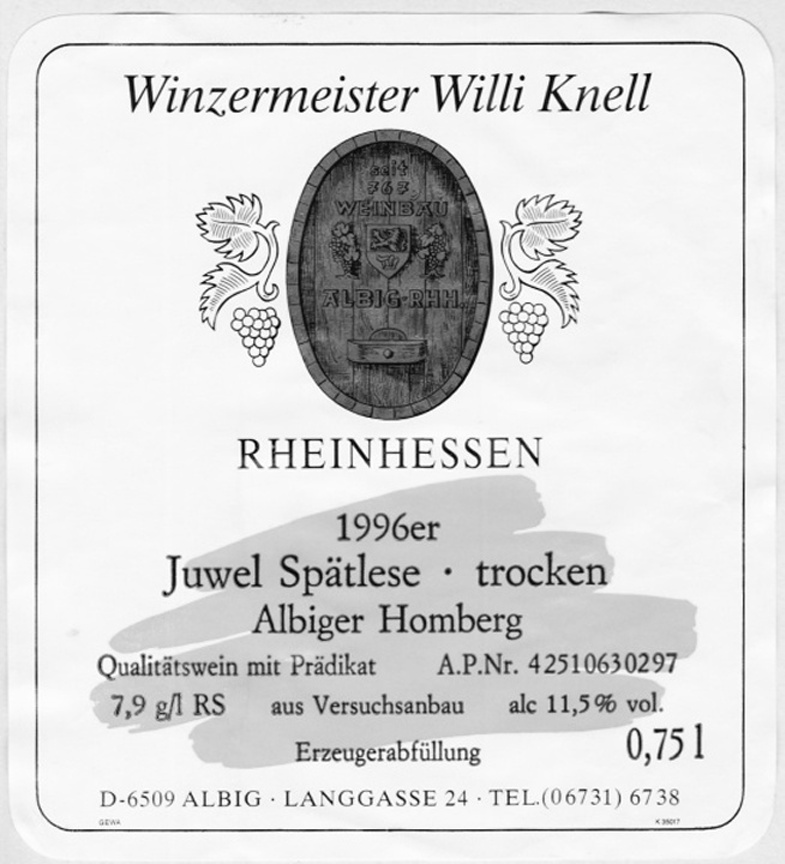 Winzermeister Willi Knell
seit
767
WEINBAU
ALBIG·RHH.
RHEINHESSEN
1996er
Juwel Spätlese · trocken
Albiger Homberg
Qualitätswein mit Prädikat A.P.Nr. 42510630297
7,9 g/l RS aus Versuchsanbau alc 11,5% vol.
Erzeugerabfüllung 0,75 l
D-6509 ALBIG · LANGGASSE 24 · TEL.(06731) 6738
GEWA K 35017